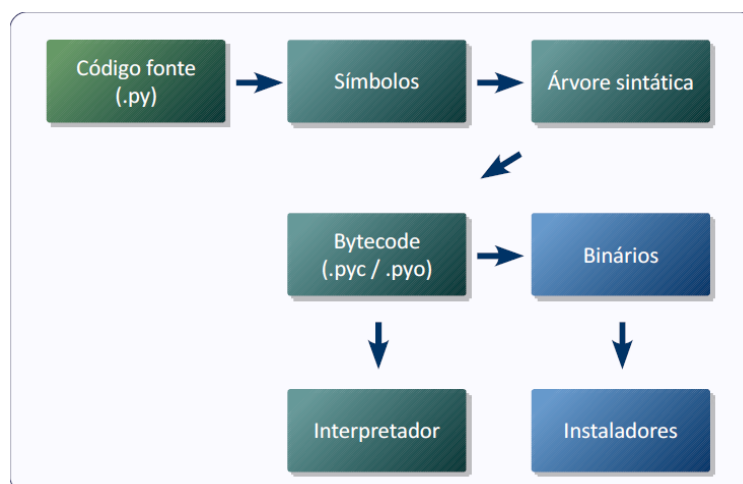 Código fonte
(.py)
Símbolos
Árvore sintática
Bytecode
(.pyc / .pyo)
Binários
Interpretador
Instaladores